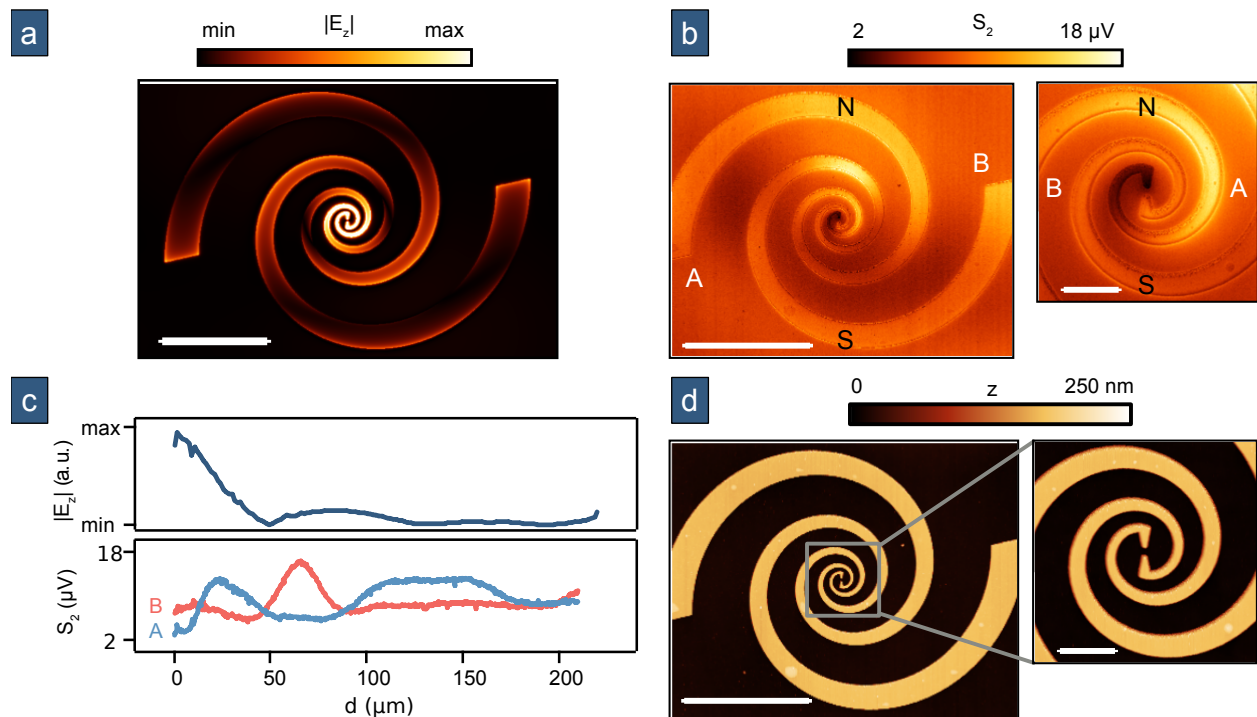 a
|E_z|
min max
b
S_2
2 18 µV
N
B
A
S
N
B A
S
c
max
|E_z| (a.u.)
min
18
S_2 (µV)
B
A
2
0 50 100 150 200
d (µm)
d
0 z 250 nm